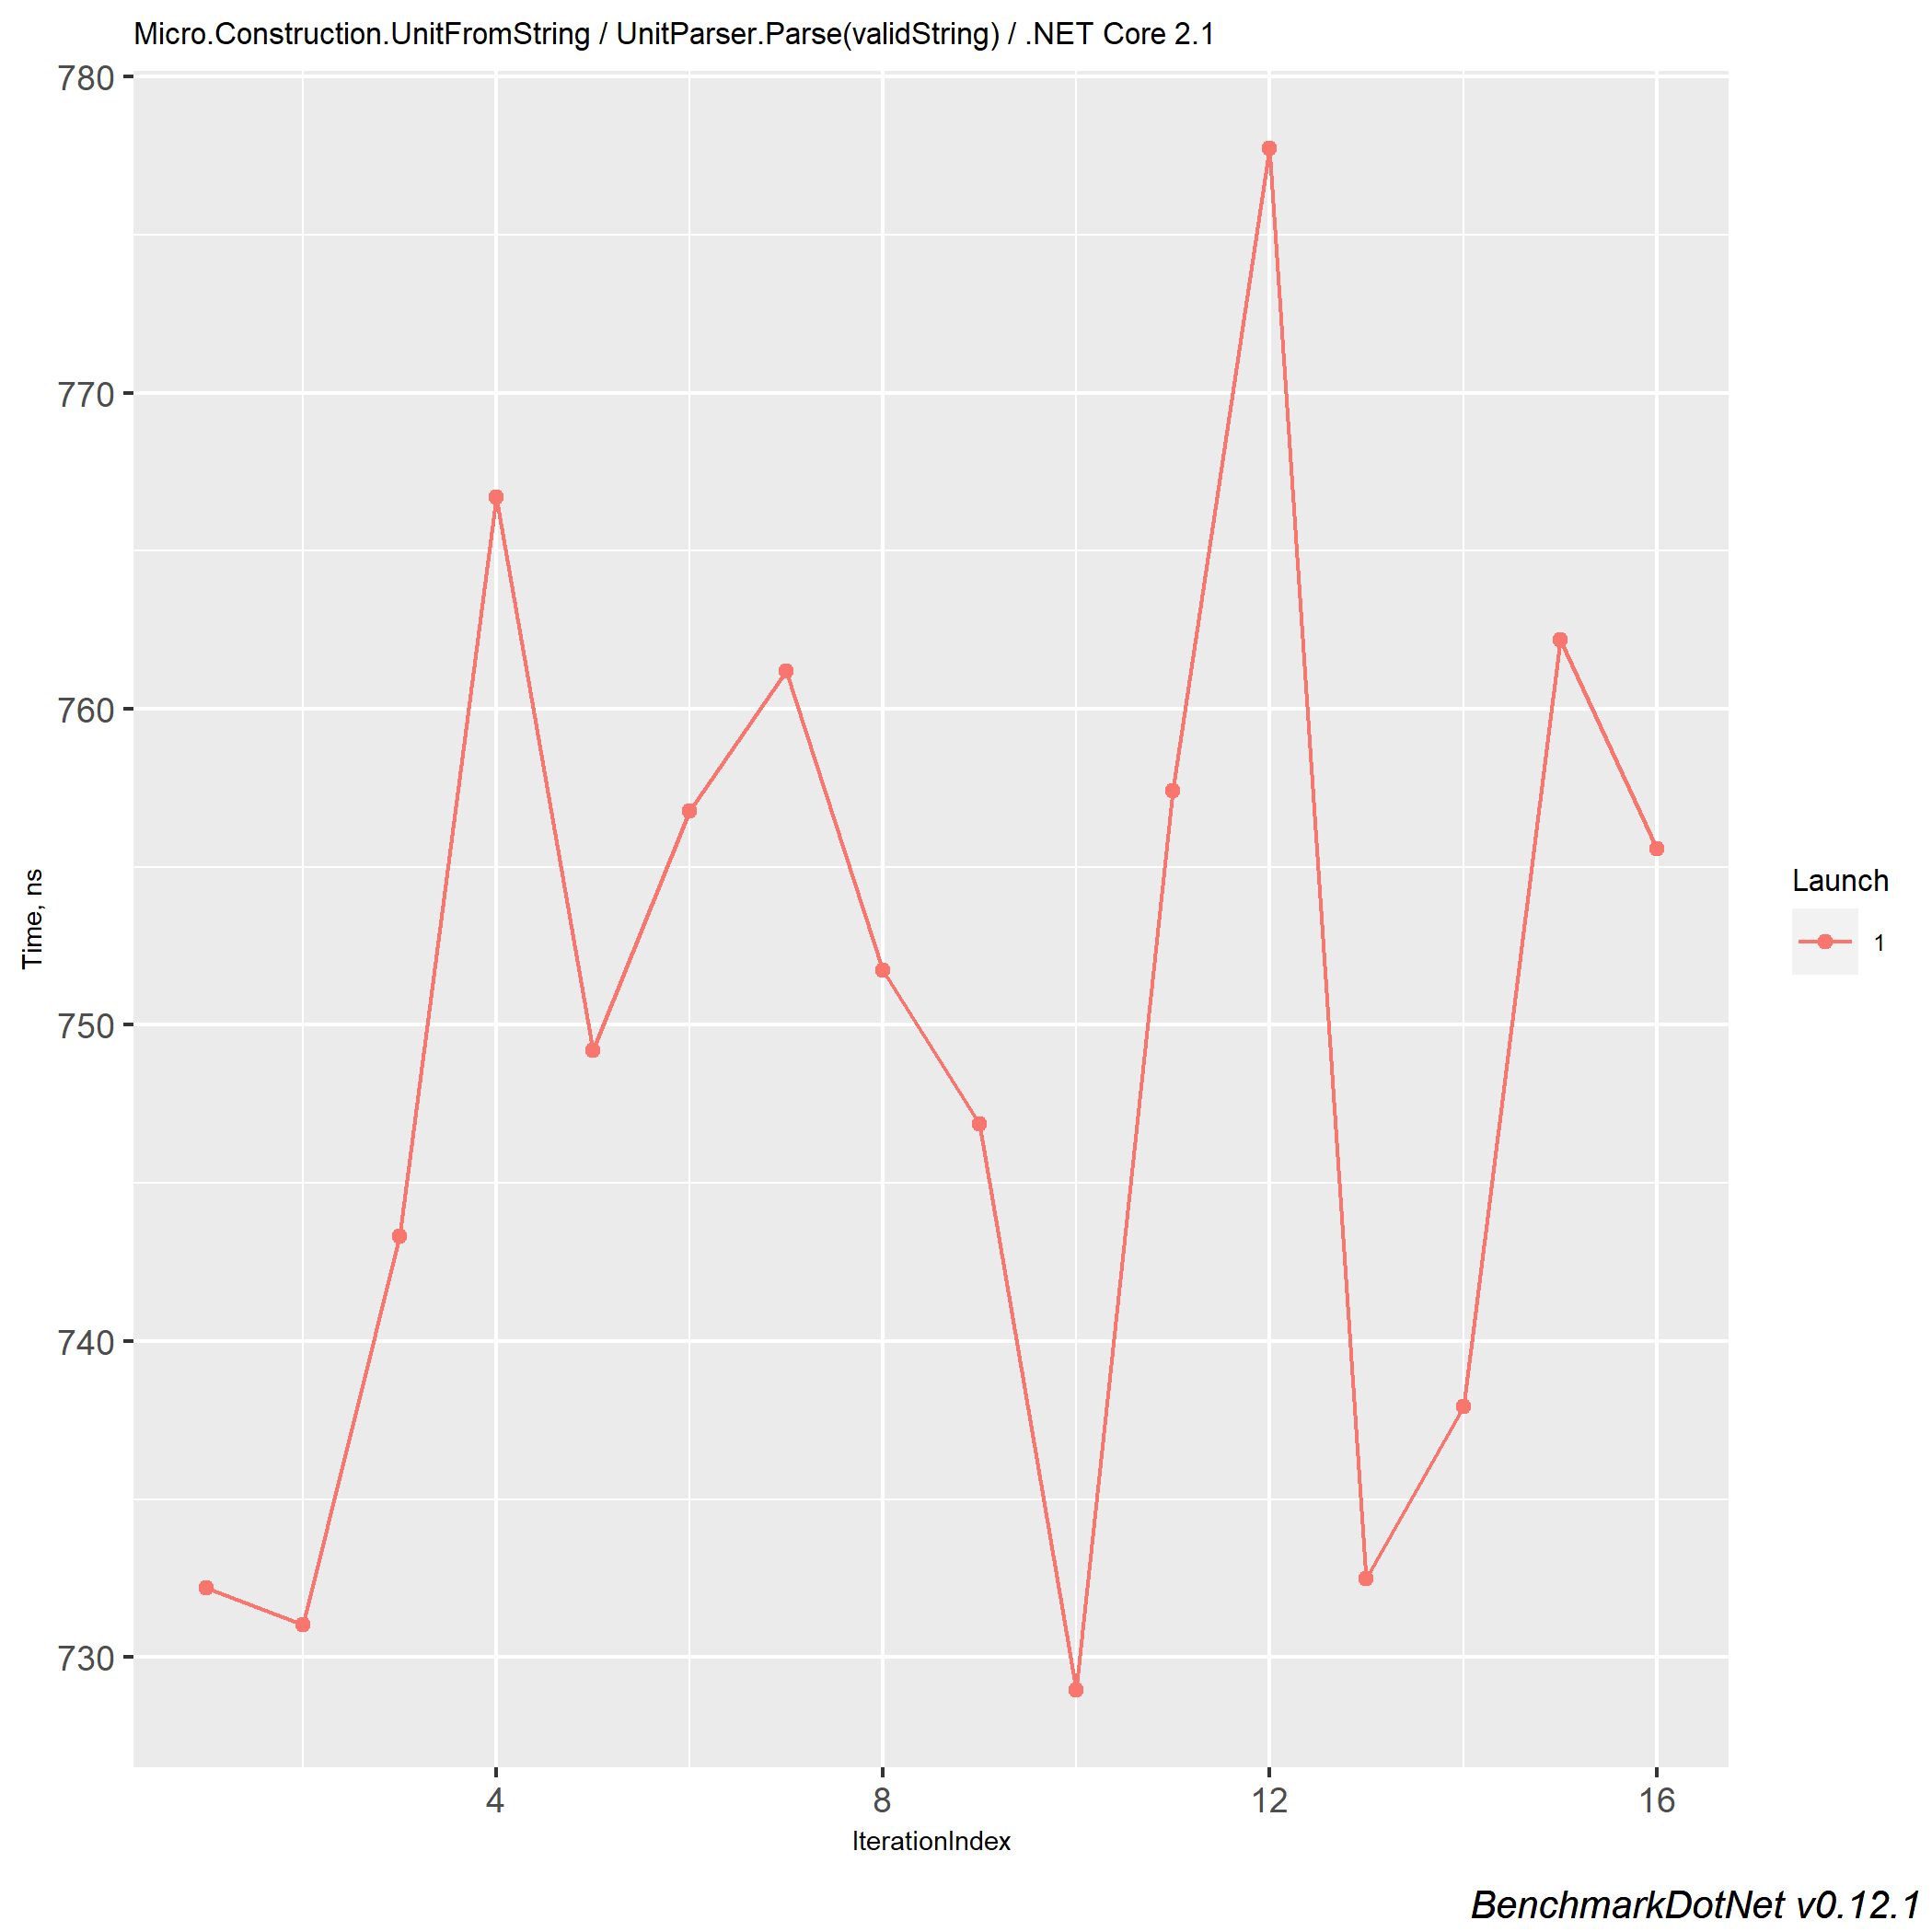 Micro.Construction.UnitFromString / UnitParser.Parse(validString) / .NET Core 2.1
780
770
760
750
740
730
Time, ns
4 8 12 16
IterationIndex
Launch
1
BenchmarkDotNet v0.12.1